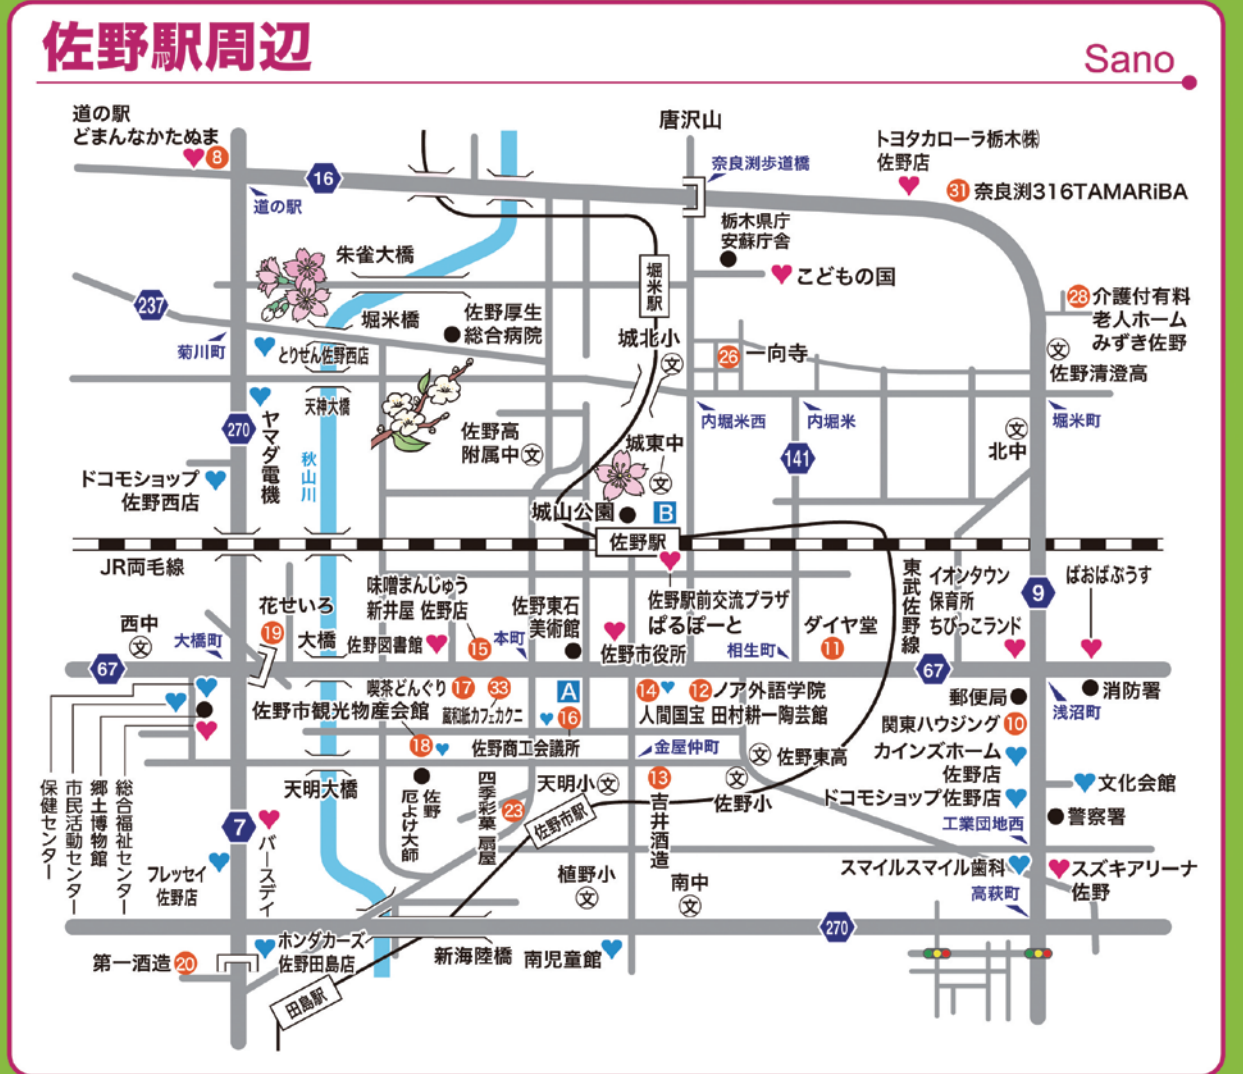 佐野駅周辺
Sano
道の駅
どまんなかたぬま
8
16
道の駅
唐沢山
奈良渕歩道橋
トヨタカローラ栃木㈱
佐野店
31 奈良渕316TAMARiBA
栃木県庁
安蘇庁舎
こどもの国
朱雀大橋
堀米駅
237
堀米橋
佐野厚生
総合病院
28 介護付有料
老人ホーム
みずき佐野
菊川町
とりせん佐野西店
城北小
文
26 一向寺
文
佐野清澄高
天神大橋
270
ヤマダ電機
内堀米西
内堀米
堀米町
佐野高
附属中 文
城東中
文
141
文
北中
秋山川
ドコモショップ
佐野西店
城山公園
B
佐野駅
JR両毛線
味噌まんじゅう
新井屋 佐野店
佐野東石
美術館
佐野駅前交流プラザ
ぱるぽーと
東武佐野線
イオンタウン
保育所
ちびっこランド
9
ぱおぱぶうす
花せいろ
19
西中
文
大橋町
大橋
佐野図書館
15
本町
佐野市役所
相生町
ダイヤ堂
11
67
67
喫茶どんぐり 17
33
蔵和紙カフェカクニ
A
16
14
12 ノア外語学院
人間国宝 田村耕一陶芸館
郵便局
消防署
浅沼町
佐野市観光物産会館
18
佐野商工会議所
金屋仲町
関東ハウジング 10
カインズホーム
佐野店
文 佐野東高
天明大橋
天明小 文
13
文
佐野小
文化会館
ドコモショップ佐野店
保健センター
市民活動センター
郷土博物館
総合福祉センター
佐野
厄よけ大師
四季彩菓 扇屋
23
佐野市駅
吉井酒造
警察署
工業団地西
7
バースデイ
フレッセイ
佐野店
植野小
文
南中
文
スマイルスマイル歯科
スズキアリーナ
佐野
高萩町
270
第一酒造 20
ホンダカーズ
佐野田島店
新海陸橋
南児童館
田島駅